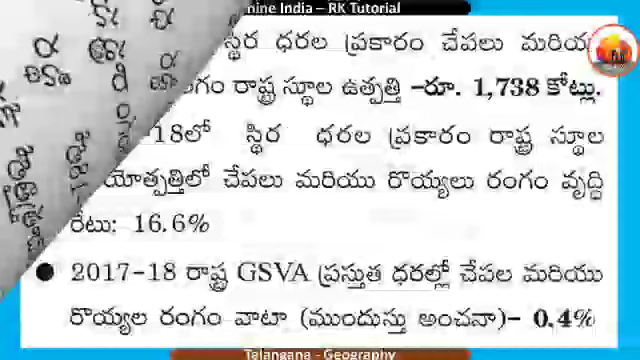 mine India – RK Tutorial
స్థిర ధరల ప్రకారం చేపలు మరియు
రంగం రాష్ట్ర స్థూల ఉత్పత్తి –రూ. 1,738 కోట్లు.
-18లో స్థిర ధరల ప్రకారం రాష్ట్ర స్థూల
యోత్పత్తిలో చేపలు మరియు రొయ్యలు రంగం వృద్ధి
రేటు: 16.6%
● 2017-18 రాష్ట్ర GSVA ప్రస్తుత ధరల్లో చేపల మరియు
రొయ్యల రంగం వాటా (ముందుస్తు అంచనా)– 0.4%
Telangana - Geography